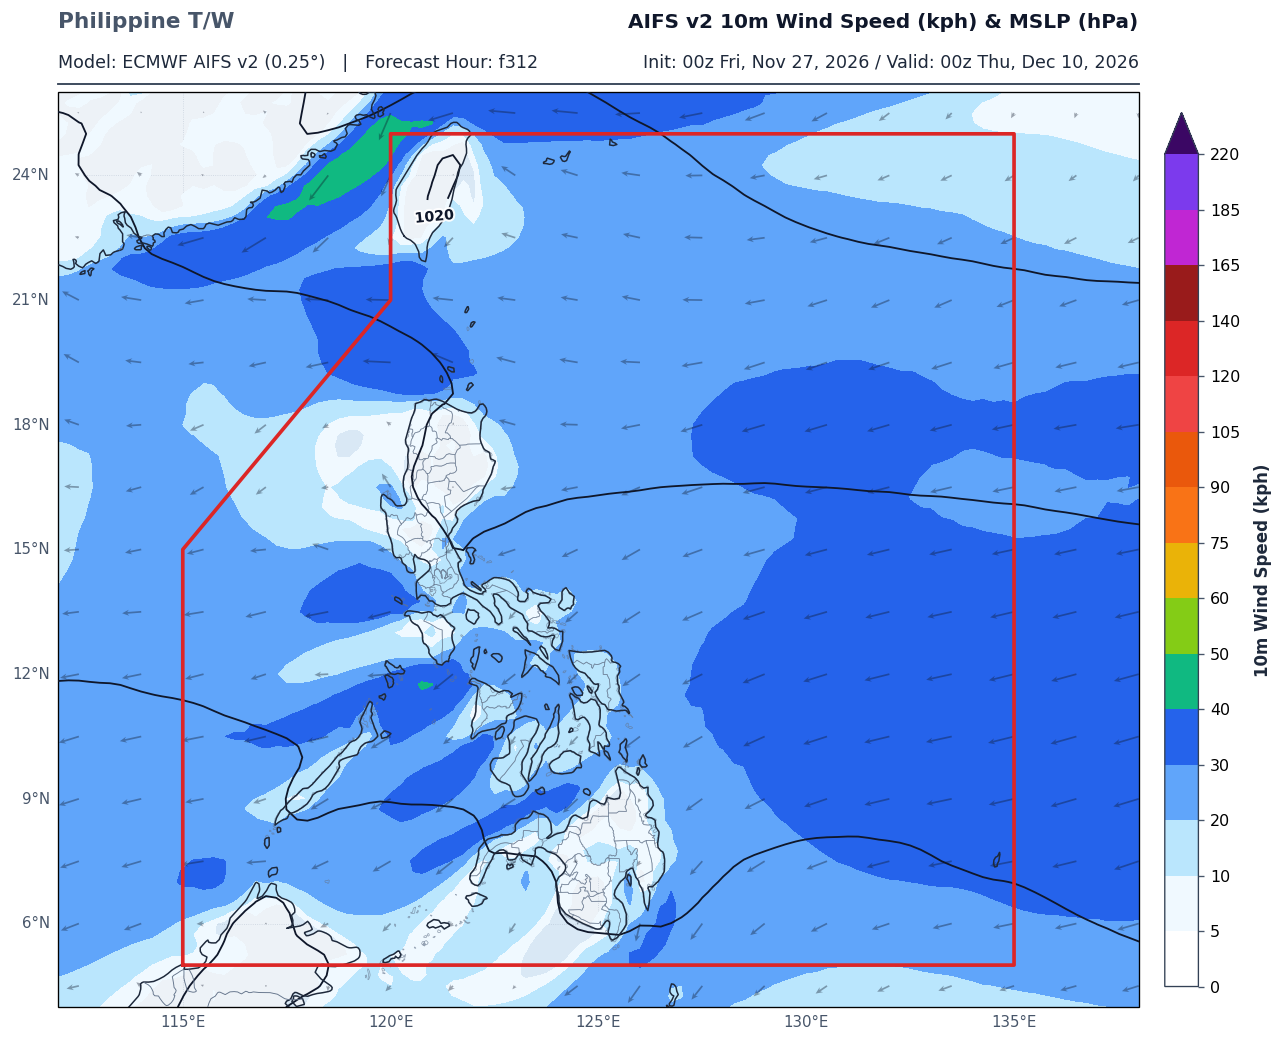 Philippine T/W
AIFS v2 10m Wind Speed (kph) & MSLP (hPa)
Model: ECMWF AIFS v2 (0.25°) | Forecast Hour: f312
Init: 00z Fri, Nov 27, 2026 / Valid: 00z Thu, Dec 10, 2026
24°N
21°N
18°N
15°N
12°N
9°N
6°N
1020
115°E
120°E
125°E
130°E
135°E
220
185
165
140
120
105
90
75
60
50
40
30
20
10
5
0
10m Wind Speed (kph)